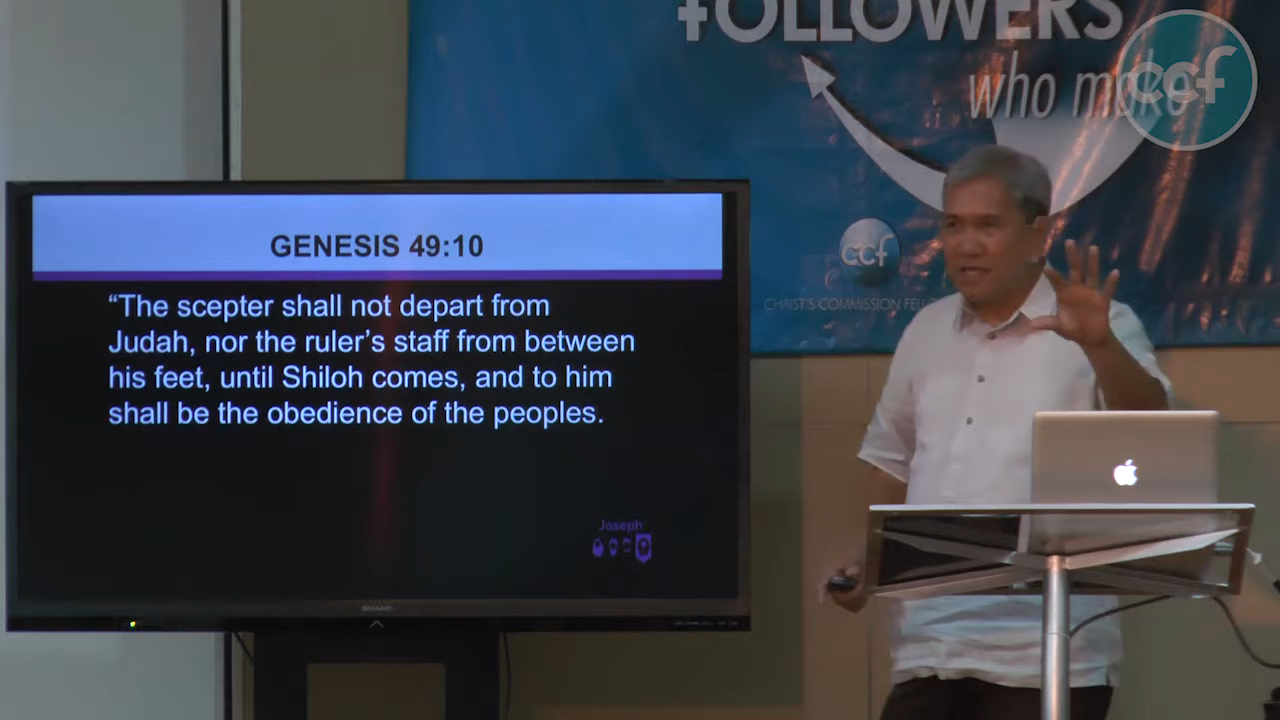 FOLLOWERS
who make
ccf
ccf
CHRIST'S COMMISSION
GENESIS 49:10
“The scepter shall not depart from
Judah, nor the ruler’s staff from between
his feet, until Shiloh comes, and to him
shall be the obedience of the peoples.
Joseph
SHARP